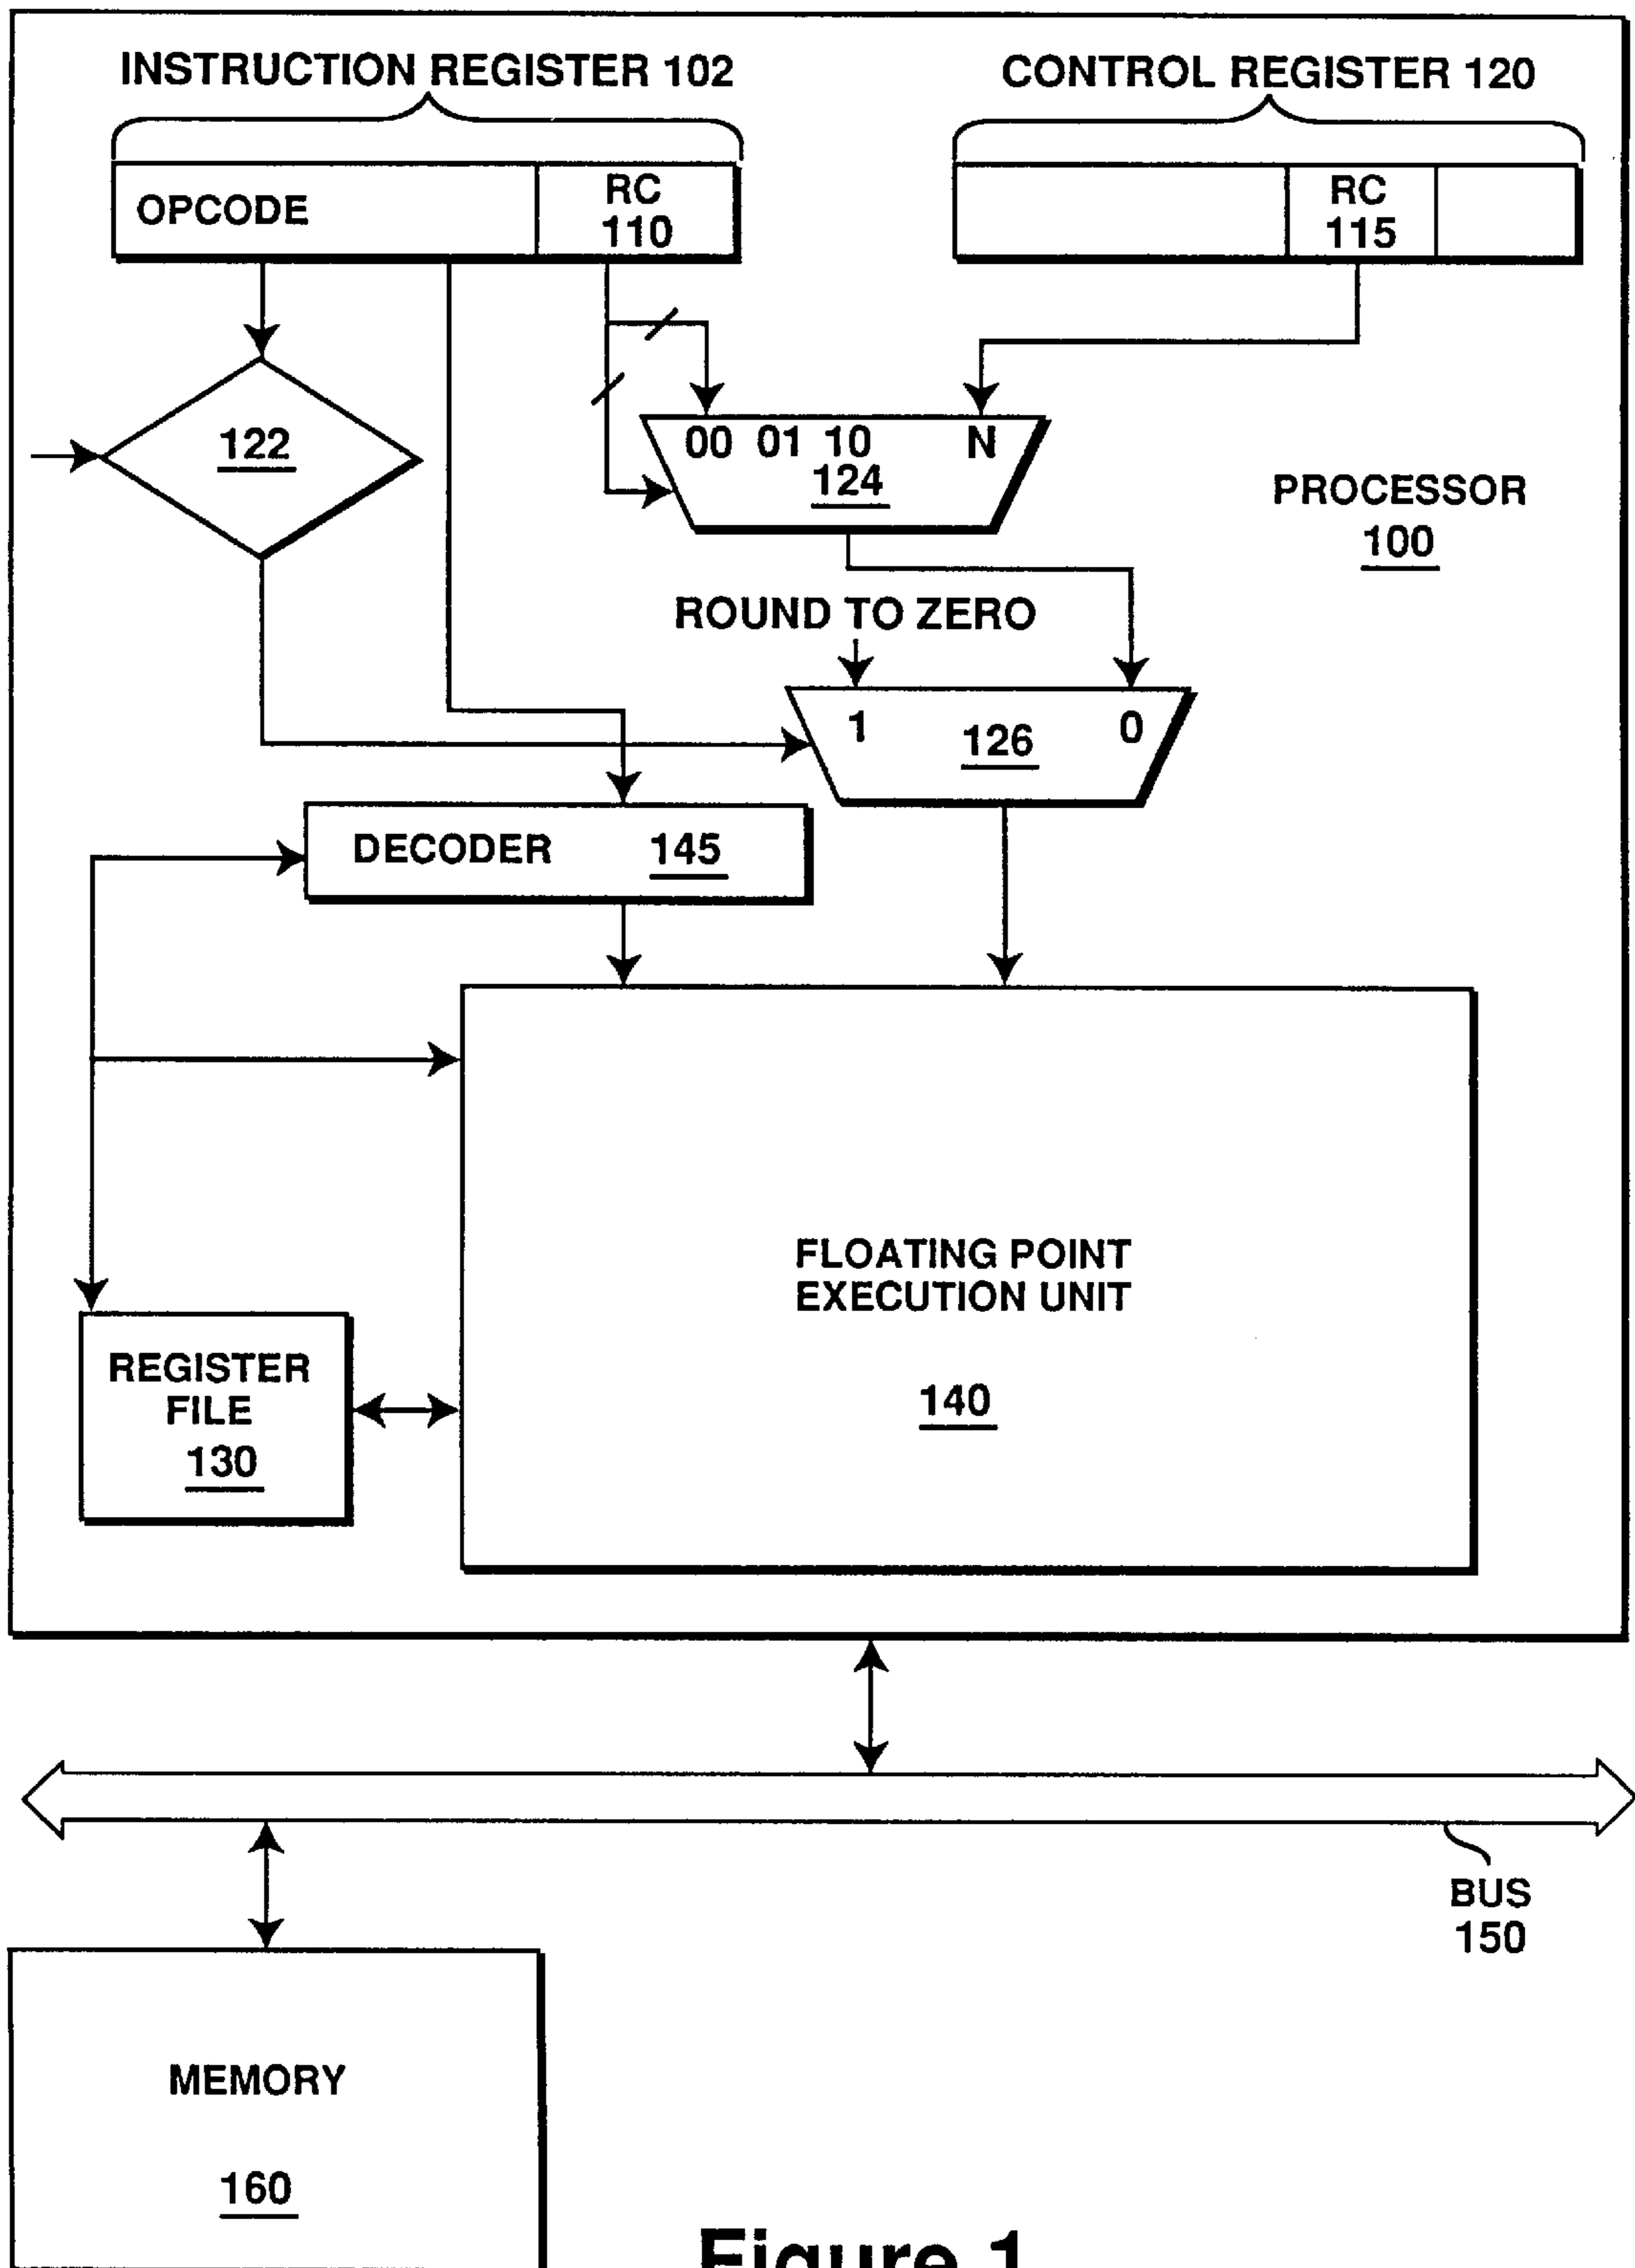 INSTRUCTION REGISTER 102
CONTROL REGISTER 120
OPCODE
RC
110
RC
115
122
00 01 10 N
124
PROCESSOR
100
ROUND TO ZERO
1 126 0
DECODER 145
FLOATING POINT
EXECUTION UNIT
140
REGISTER
FILE
130
BUS
150
MEMORY
160
Figure 1